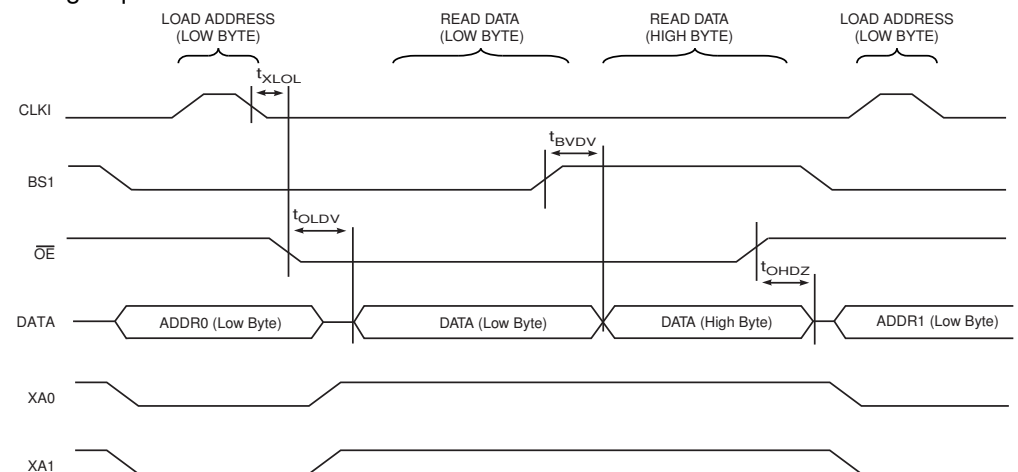 LOAD ADDRESS
(LOW BYTE)
READ DATA
(LOW BYTE)
READ DATA
(HIGH BYTE)
LOAD ADDRESS
(LOW BYTE)
tXLOL
CLKI
tBVDV
BS1
tOLDV
OE
tOHDZ
DATA
ADDR0 (Low Byte)
DATA (Low Byte)
DATA (High Byte)
ADDR1 (Low Byte)
XA0
XA1